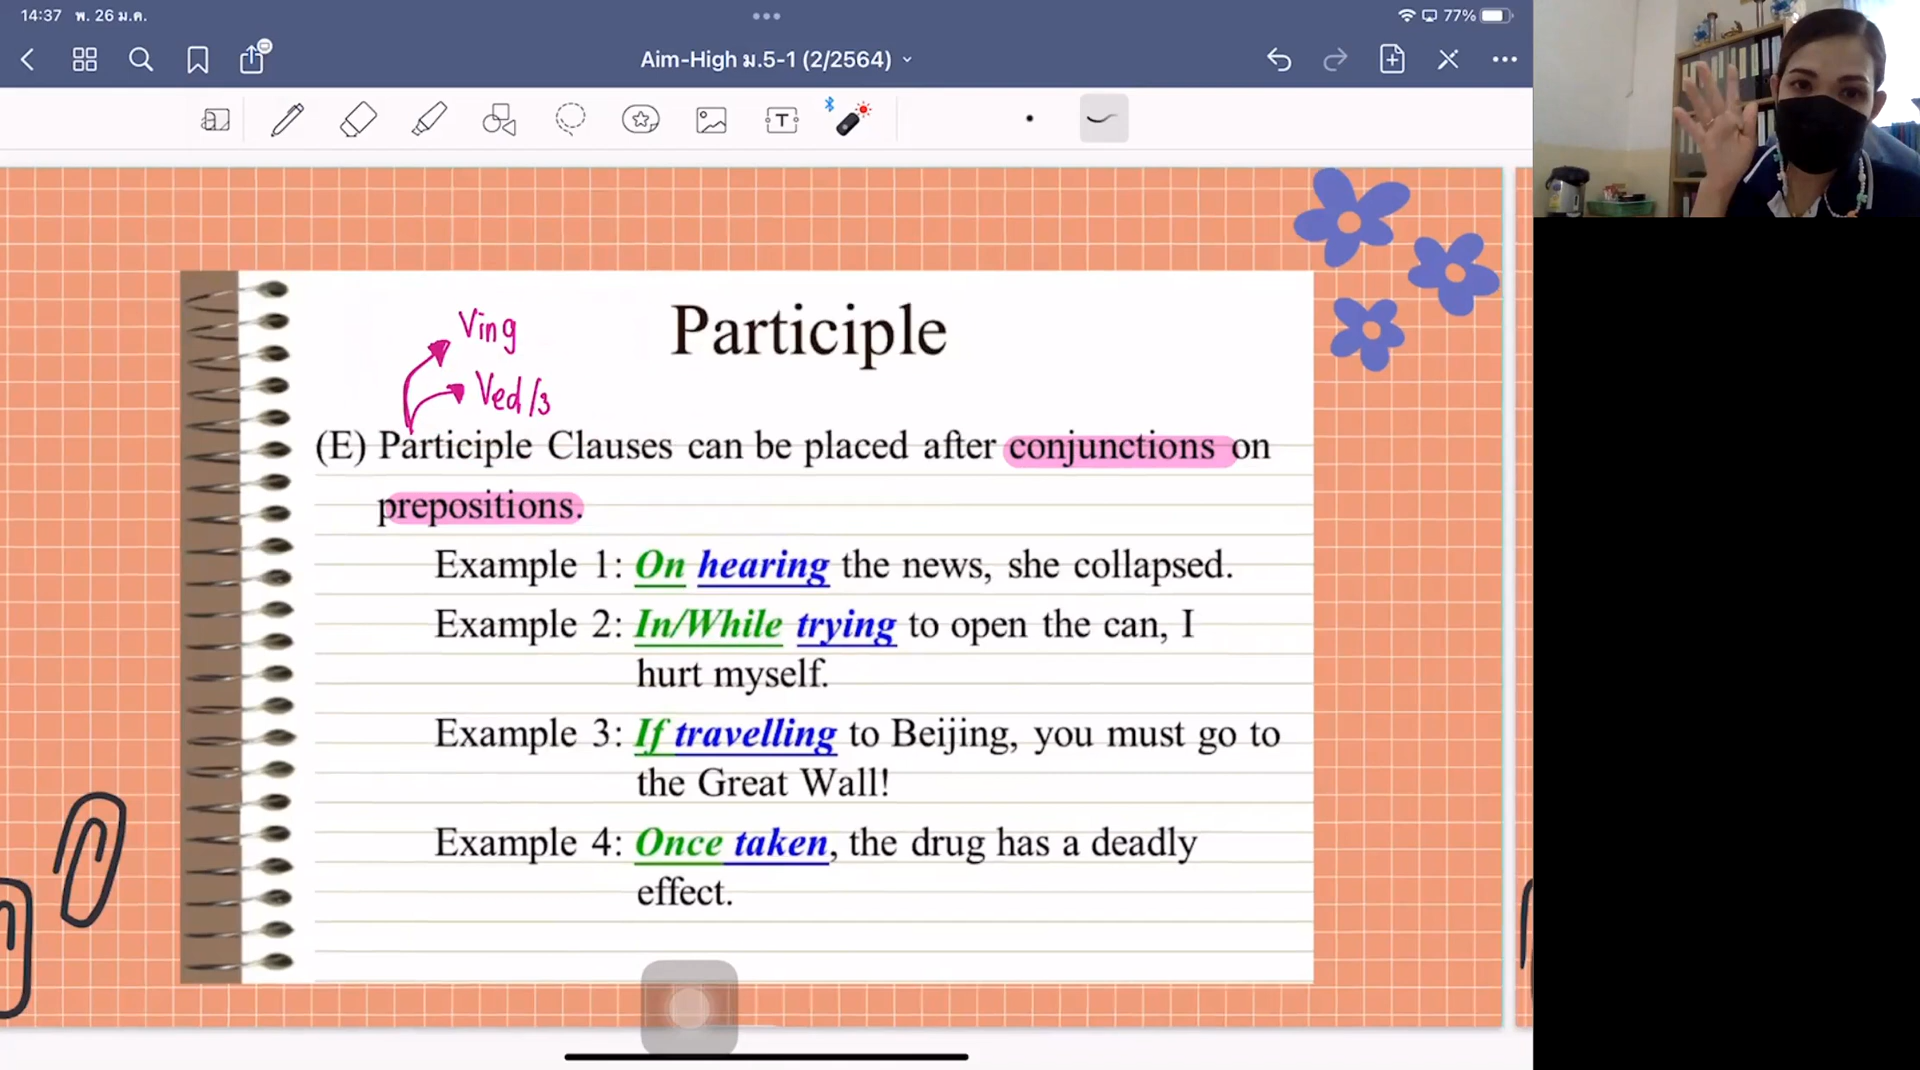 14:37 พ. 26 ม.ค.
77%
Aim-High ม.5-1 (2/2564)
T
Participle
Ving
Ved/3
(E) Participle Clauses can be placed after conjunctions on
prepositions.
Example 1: On hearing the news, she collapsed.
Example 2: In/While trying to open the can, I
hurt myself.
Example 3: If travelling to Beijing, you must go to
the Great Wall!
Example 4: Once taken, the drug has a deadly
effect.